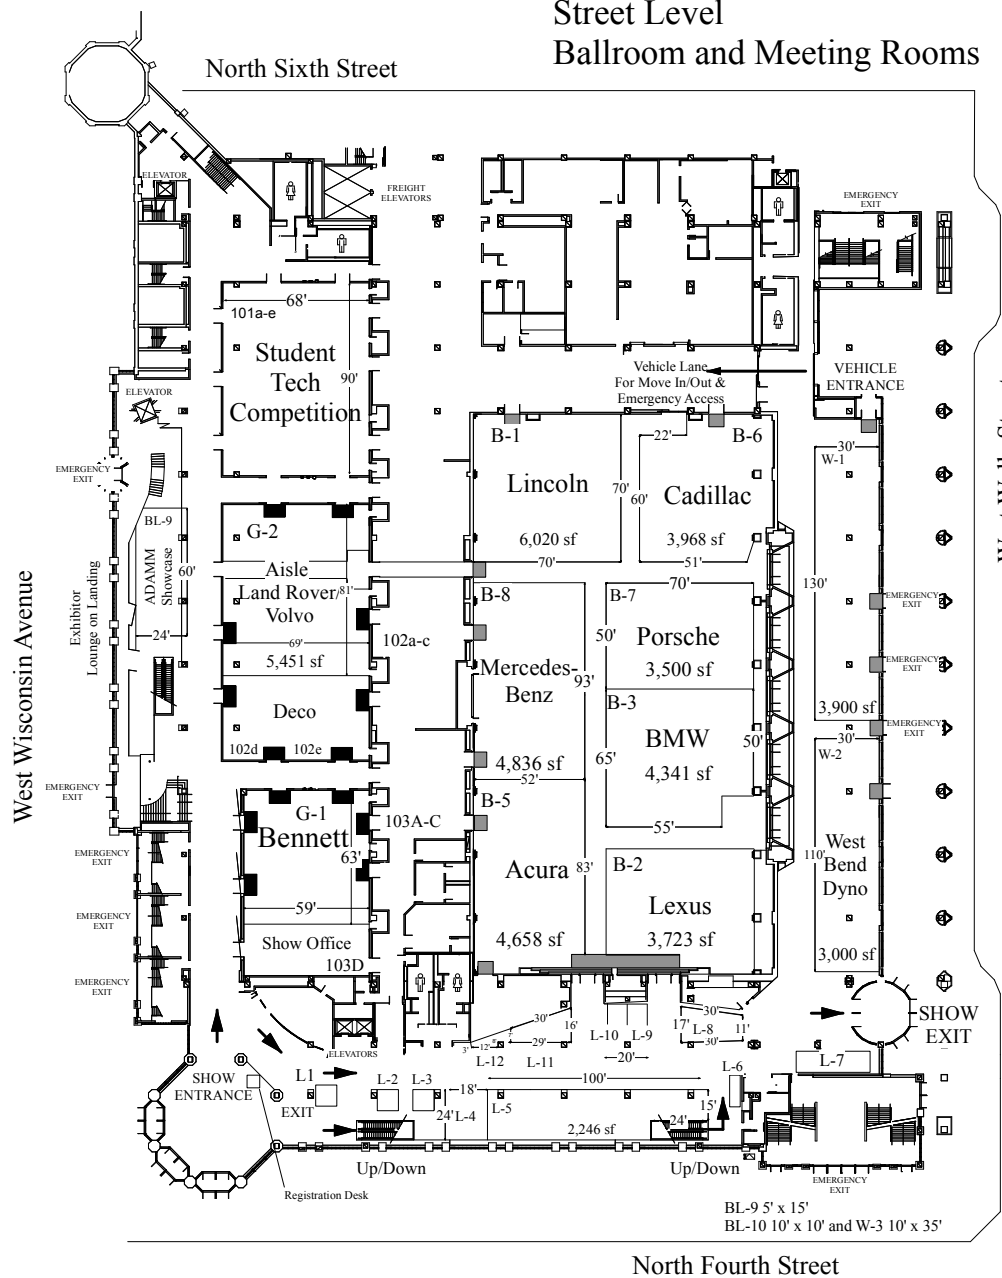 Street Level
Ballroom and Meeting Rooms
North Sixth Street
ELEVATOR
FREIGHT
ELEVATORS
EMERGENCY
EXIT
68'
101a-e
Student
Tech
Competition
90'
Vehicle Lane
For Move In/Out &
Emergency Access
VEHICLE
ENTRANCE
ELEVATOR
B-1
22'
B-6
30'
W-1
EMERGENCY
EXIT
Lincoln
70'
60'
Cadillac
BL-9
G-2
6,020 sf
3,968 sf
70'
51'
ADAMM
Showcase
60'
Aisle
Land Rover/
Volvo
81'
B-8
70'
B-7
130'
EMERGENCY
EXIT
West Wisconsin Avenue
Exhibitor
Lounge on Landing
24'
69'
5,451 sf
102a-c
50'
Porsche
3,500 sf
EMERGENCY
EXIT
Mercedes-
Benz
93'
B-3
3,900 sf
Deco
BMW
50'
30'
EMERGENCY
EXIT
102d
102e
65'
4,836 sf
52'
4,341 sf
W-2
EMERGENCY
EXIT
G-1
Bennett
103A-C
B-5
55'
63'
EMERGENCY
EXIT
Acura
83'
B-2
110'
West
Bend
Dyno
59'
Lexus
EMERGENCY
EXIT
Show Office
103D
4,658 sf
3,723 sf
3,000 sf
EMERGENCY
EXIT
30'
16'
29'
3'
12'
L-10
L-9
17'
30'
L-8
11'
30'
SHOW
EXIT
ELEVATORS
L-12
L-11
20'
L-7
SHOW
ENTRANCE
L1
EXIT
L-2
L-3
100'
L-6
18'
24'
L-4
L-5
15'
24'
2,246 sf
Up/Down
Up/Down
Registration Desk
EMERGENCY
EXIT
BL-9 5' x 15'
BL-10 10' x 10' and W-3 10' x 35'
North Fourth Street